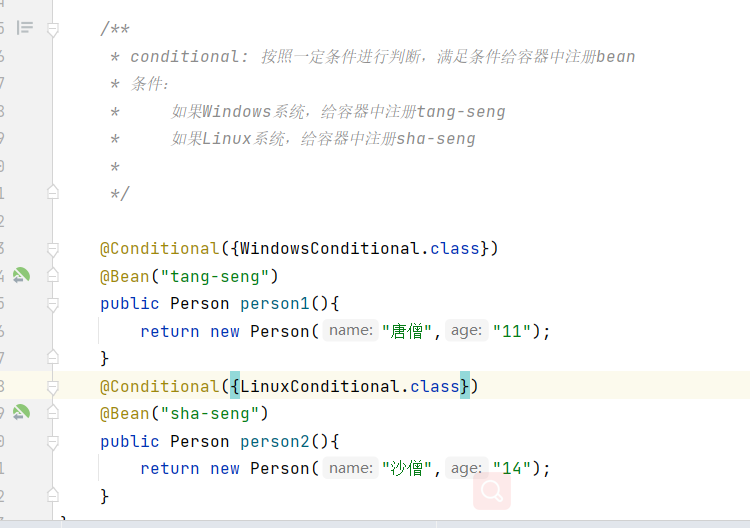 /**
* conditional: 按照一定条件进行判断，满足条件给容器中注册bean
* 条件：
*     如果Windows系统，给容器中注册tang-seng
*     如果Linux系统，给容器中注册sha-seng
*
*/
@Conditional({WindowsConditional.class})
@Bean("tang-seng")
public Person person1(){
return new Person( name: "唐僧", age: "11");
}
@Conditional({LinuxConditional.class})
@Bean("sha-seng")
public Person person2(){
return new Person( name: "沙僧", age: "14");
}